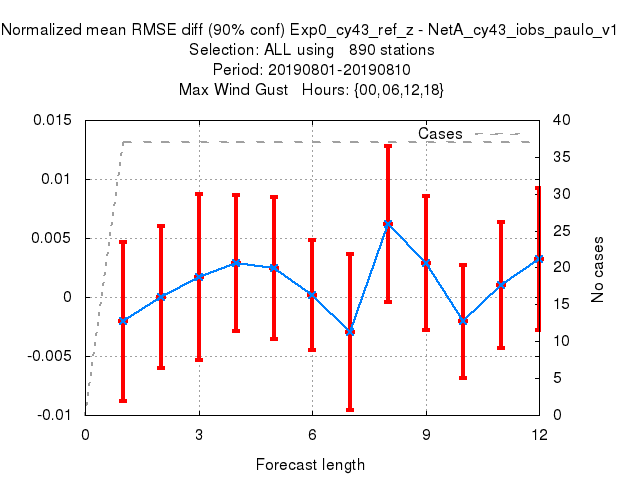 Normalized mean RMSE diff (90% conf) Exp0_cy43_ref_z - NetA_cy43_iobs_paulo_v1
Selection: ALL using   890 stations
Period: 20190801-20190810
Max Wind Gust   Hours: {00,06,12,18}
Cases
0.015
0.01
0.005
0
-0.005
-0.01
40
35
30
25
20
15
10
5
0
No cases
0 3 6 9 12
Forecast length